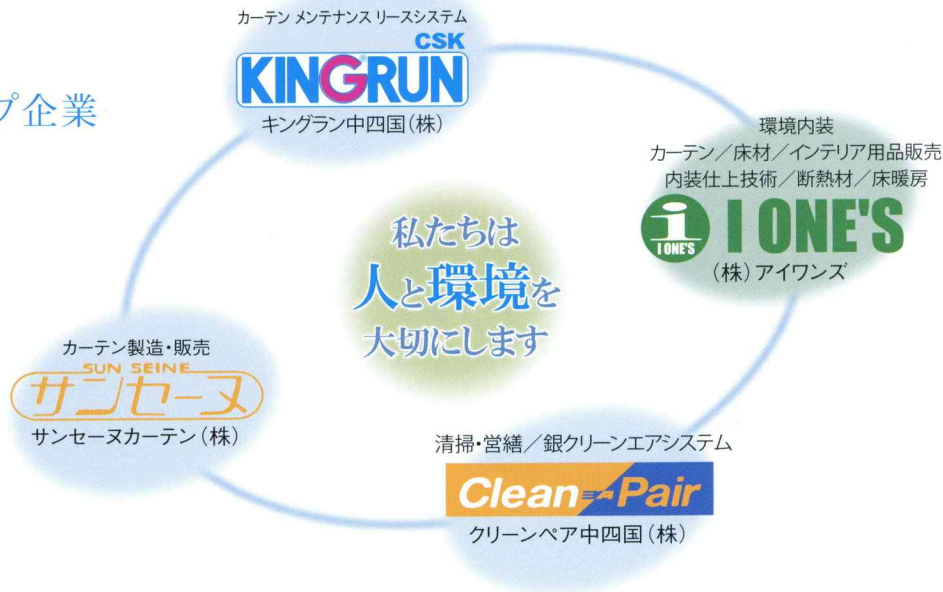 プ企業
カーテン メンテナンス リースシステム
CSK
KINGRUN
キングラン中四国(株)
環境内装
カーテン/床材/インテリア用品販売
内装仕上技術/断熱材/床暖房
i I ONE'S
I ONE'S
(株)アイワンズ
私たちは
人と環境を
大切にします
カーテン製造・販売
SUN SEINE
サンセーヌ
サンセーヌカーテン(株)
清掃・営繕/銀クリーンエアシステム
Clean Pair
クリーンペア中四国(株)